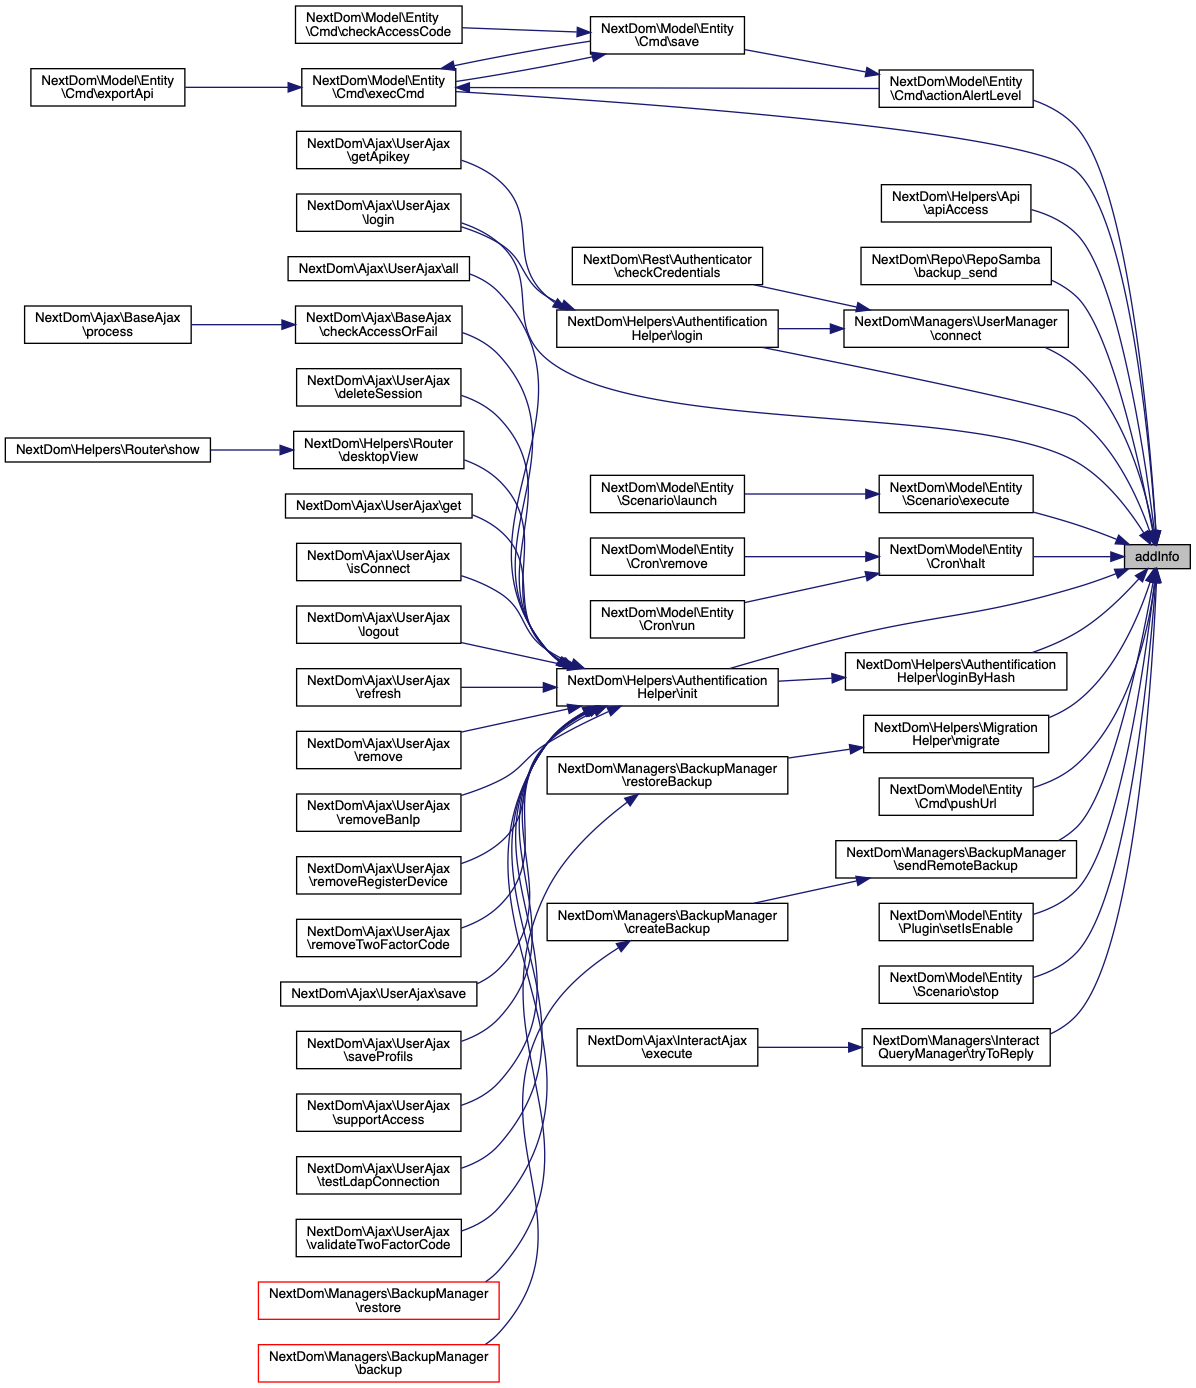 NextDom\Model\Entity
\Cmd\checkAccessCode
NextDom\Model\Entity
\Cmd\save
NextDom\Model\Entity
\Cmd\exportApi
NextDom\Model\Entity
\Cmd\execCmd
NextDom\Model\Entity
\Cmd\actionAlertLevel
NextDom\Ajax\UserAjax
\getApikey
NextDom\Ajax\UserAjax
\login
NextDom\Helpers\Api
\apiAccess
NextDom\Ajax\UserAjax\all
NextDom\Rest\Authenticator
\checkCredentials
NextDom\Repo\RepoSamba
\backup_send
NextDom\Ajax\BaseAjax
\process
NextDom\Ajax\BaseAjax
\checkAccessOrFail
NextDom\Helpers\Authentification
Helper\login
NextDom\Managers\UserManager
\connect
NextDom\Ajax\UserAjax
\deleteSession
NextDom\Helpers\Router\show
NextDom\Helpers\Router
\desktopView
NextDom\Ajax\UserAjax\get
NextDom\Model\Entity
\Scenario\launch
NextDom\Model\Entity
\Scenario\execute
NextDom\Ajax\UserAjax
\isConnect
NextDom\Model\Entity
\Cron\remove
NextDom\Model\Entity
\Cron\halt
addInfo
NextDom\Ajax\UserAjax
\logout
NextDom\Model\Entity
\Cron\run
NextDom\Ajax\UserAjax
\refresh
NextDom\Helpers\Authentification
Helper\init
NextDom\Helpers\Authentification
Helper\loginByHash
NextDom\Ajax\UserAjax
\remove
NextDom\Helpers\Migration
Helper\migrate
NextDom\Managers\BackupManager
\restoreBackup
NextDom\Ajax\UserAjax
\removeBanIp
NextDom\Model\Entity
\Cmd\pushUrl
NextDom\Ajax\UserAjax
\removeRegisterDevice
NextDom\Managers\BackupManager
\sendRemoteBackup
NextDom\Ajax\UserAjax
\removeTwoFactorCode
NextDom\Managers\BackupManager
\createBackup
NextDom\Model\Entity
\Plugin\setIsEnable
NextDom\Ajax\UserAjax\save
NextDom\Model\Entity
\Scenario\stop
NextDom\Ajax\UserAjax
\saveProfils
NextDom\Ajax\InteractAjax
\execute
NextDom\Managers\Interact
QueryManager\tryToReply
NextDom\Ajax\UserAjax
\supportAccess
NextDom\Ajax\UserAjax
\testLdapConnection
NextDom\Ajax\UserAjax
\validateTwoFactorCode
NextDom\Managers\BackupManager
\restore
NextDom\Managers\BackupManager
\backup